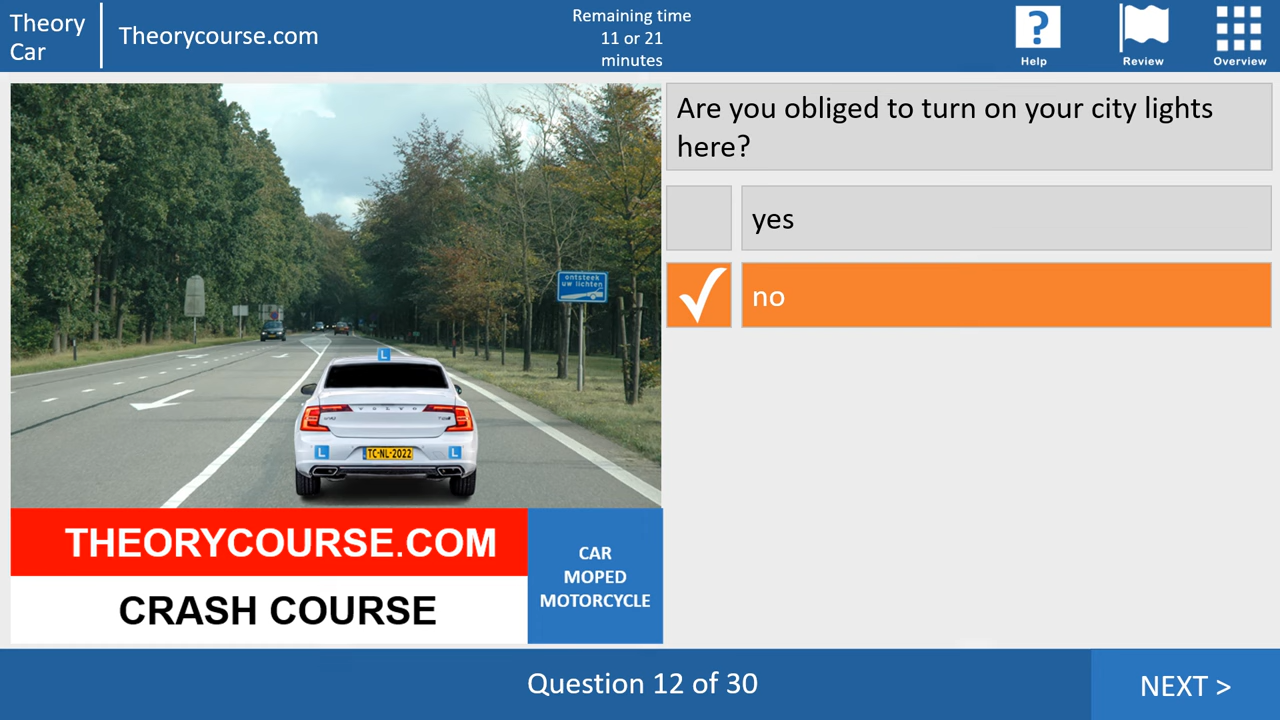 Theory
Car
Theorycourse.com
Remaining time
11 or 21
minutes
Help
Review
Overview
Are you obliged to turn on your city lights
here?
yes
no
ontsteek
uw lichten
L
VOLVO
L
TC-NL-2022
L
THEORYCOURSE.COM
CRASH COURSE
CAR
MOPED
MOTORCYCLE
Question 12 of 30
NEXT >